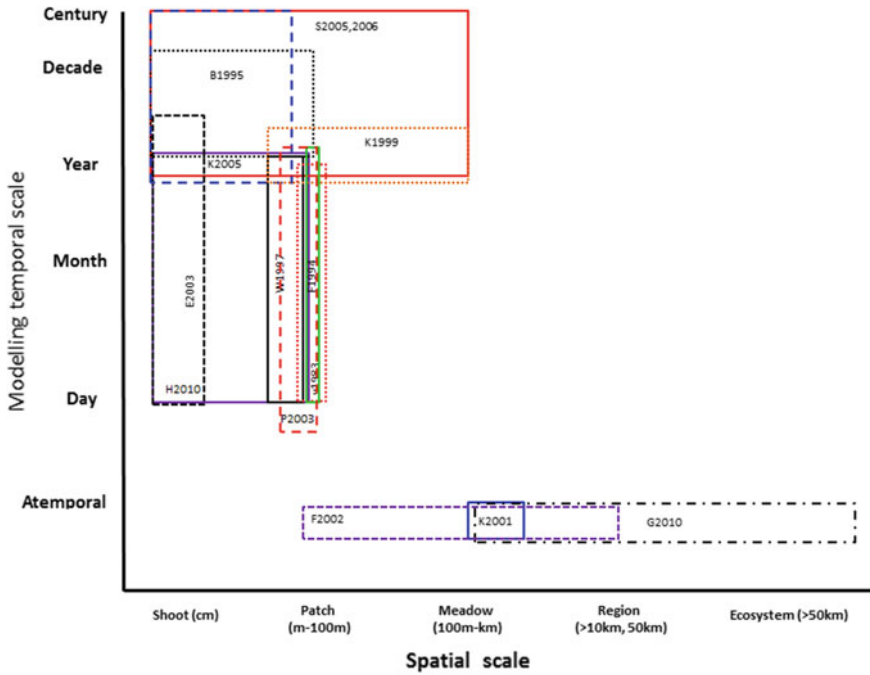 Century
S2005,2006
Decade
B1995
K1999
Year
K2005
Month
W1997
F1994
E2003
H2010
Day
P2003
Atemporal
F2002
K2001
G2010
Modelling temporal scale
Shoot (cm)
Patch
(m-100m)
Meadow
(100m-km)
Region
(>10km, 50km)
Ecosystem (>50km)
Spatial scale